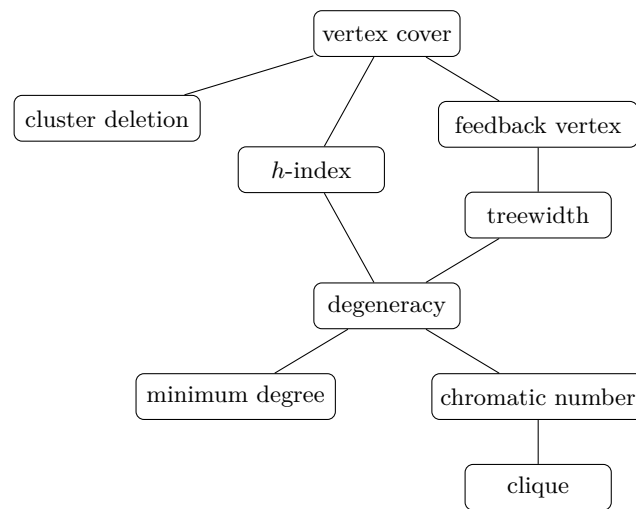 vertex cover
cluster deletion
feedback vertex
h-index
treewidth
degeneracy
minimum degree
chromatic number
clique